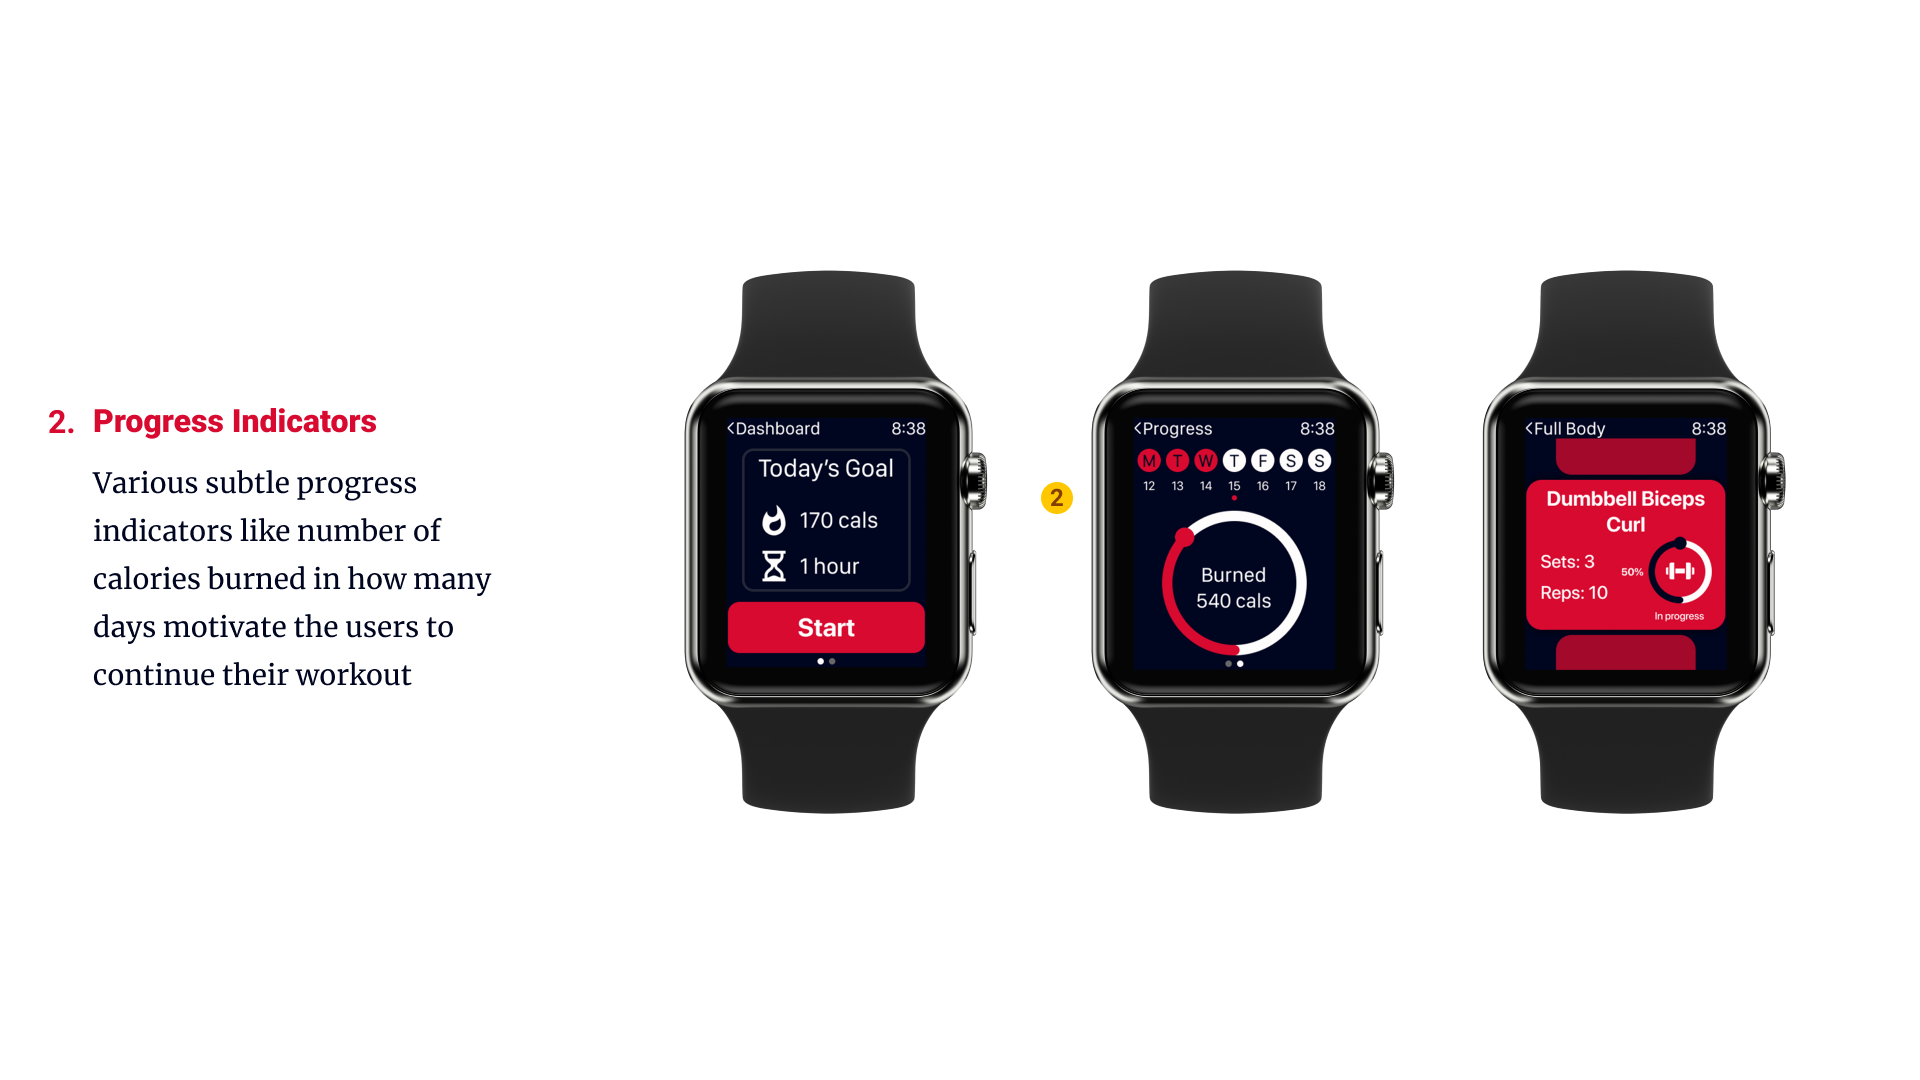 2. Progress Indicators
Various subtle progress
indicators like number of
calories burned in how many
days motivate the users to
continue their workout
<Dashboard 8:38
Today's Goal
170 cals
1 hour
Start
2
<Progress 8:38
M T W T F S S
12 13 14 15 16 17 18
Burned
540 cals
<Full Body 8:38
Dumbbell Biceps
Curl
Sets: 3
50%
Reps: 10
In progress